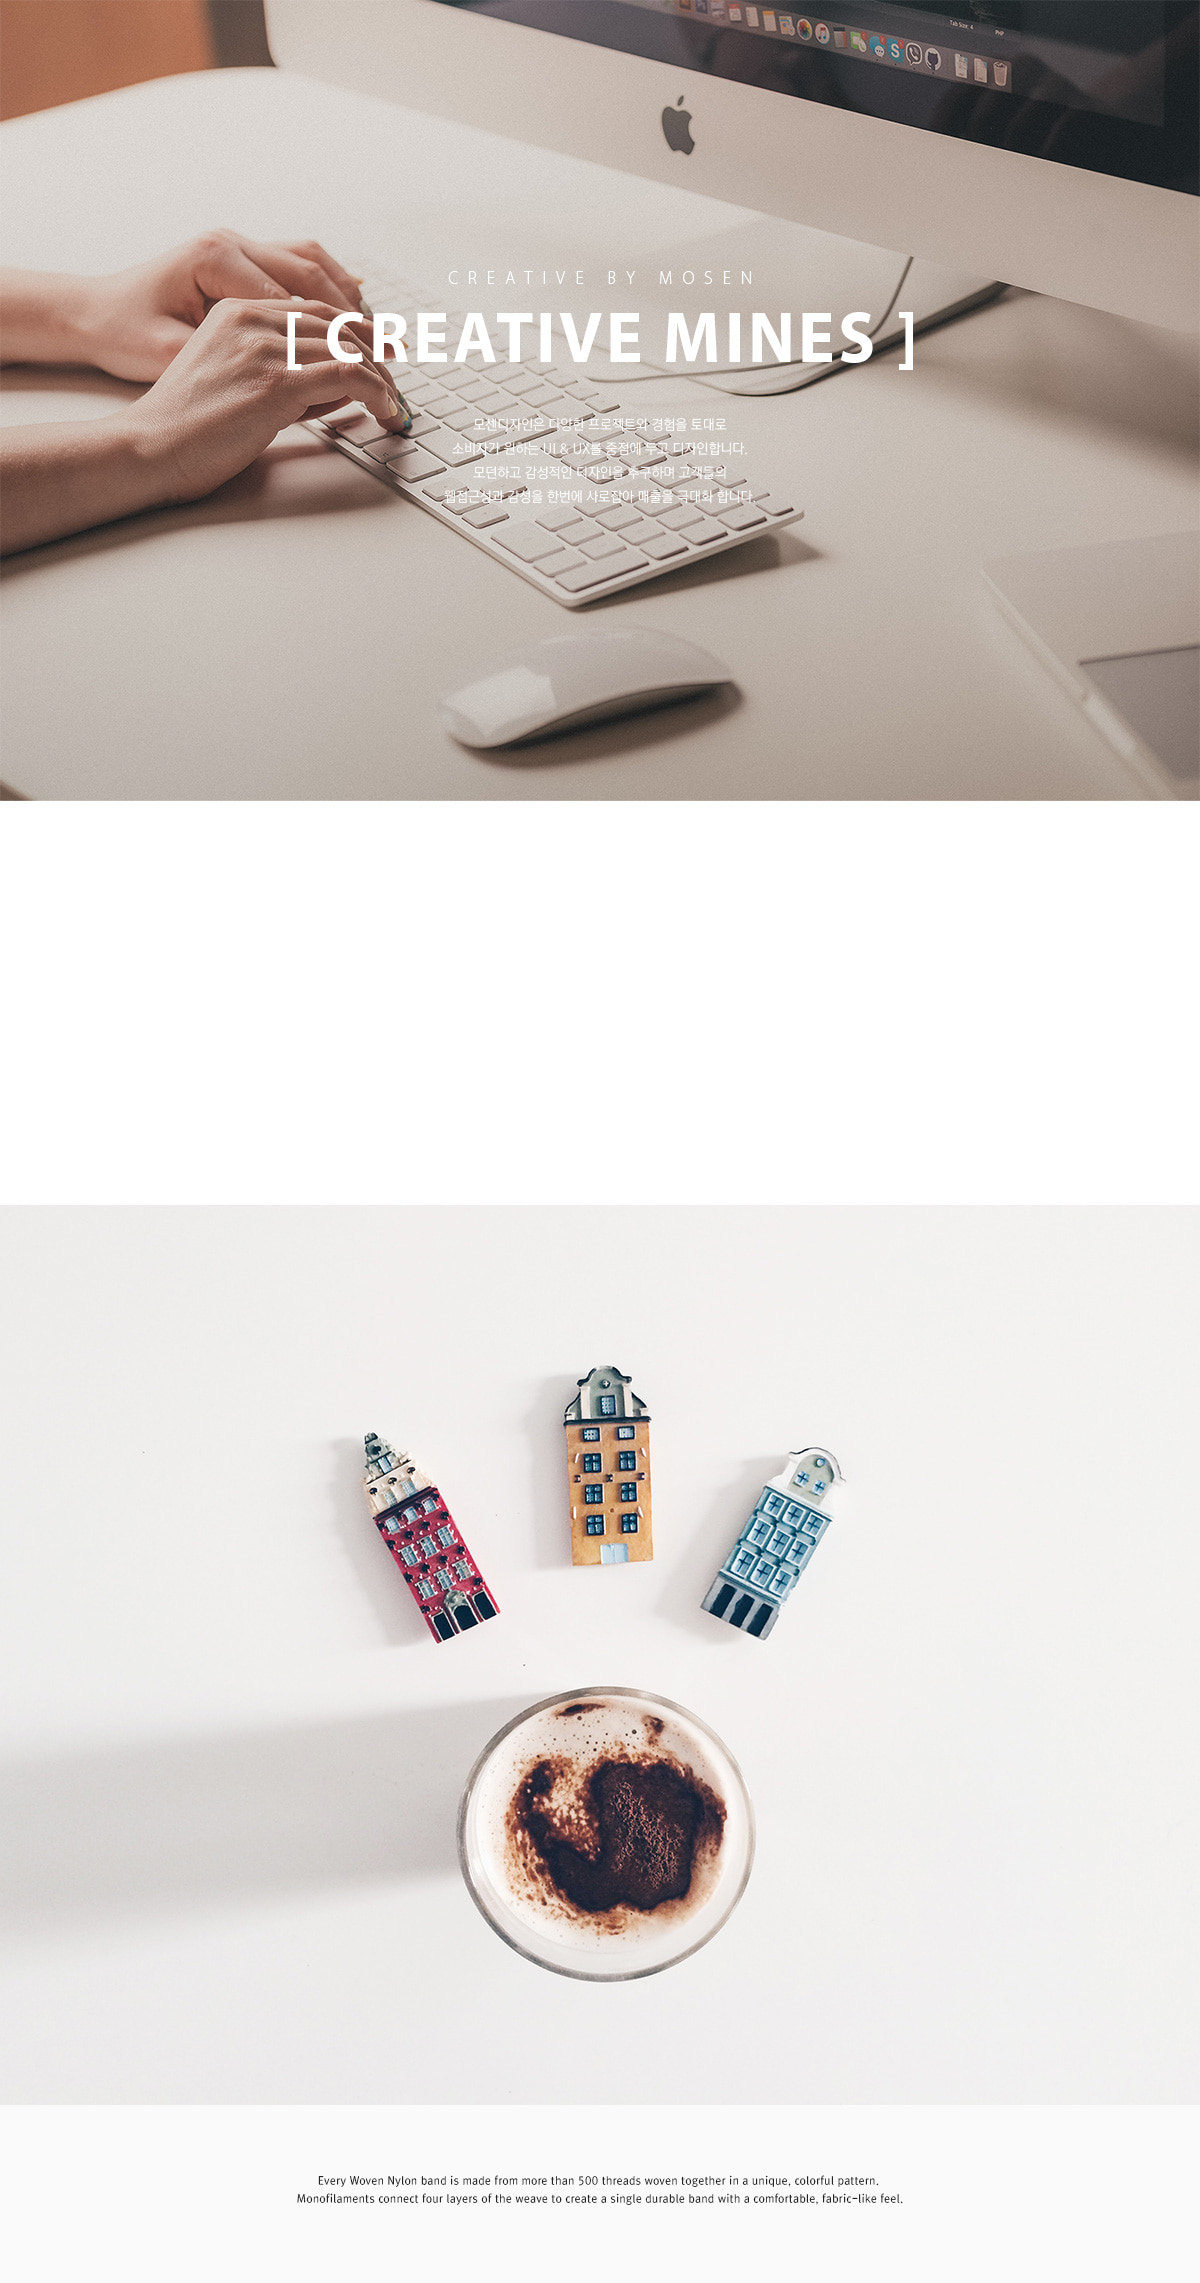 Tab Size: 4
PHP
CREATIVE BY MOSEN
[ CREATIVE MINES ]
모센디자인은 다양한 프로젝트와 경험을 토대로
소비자가 원하는 UI & UX를 중점에 두고 디자인합니다.
모던하고 감성적인 디자인을 추구하며 고객들의
웹접근성과 감성을 한번에 사로잡아 매출을 극대화 합니다.
Every Woven Nylon band is made from more than 500 threads woven together in a unique, colorful pattern.
Monofilaments connect four layers of the weave to create a single durable band with a comfortable, fabric-like feel.